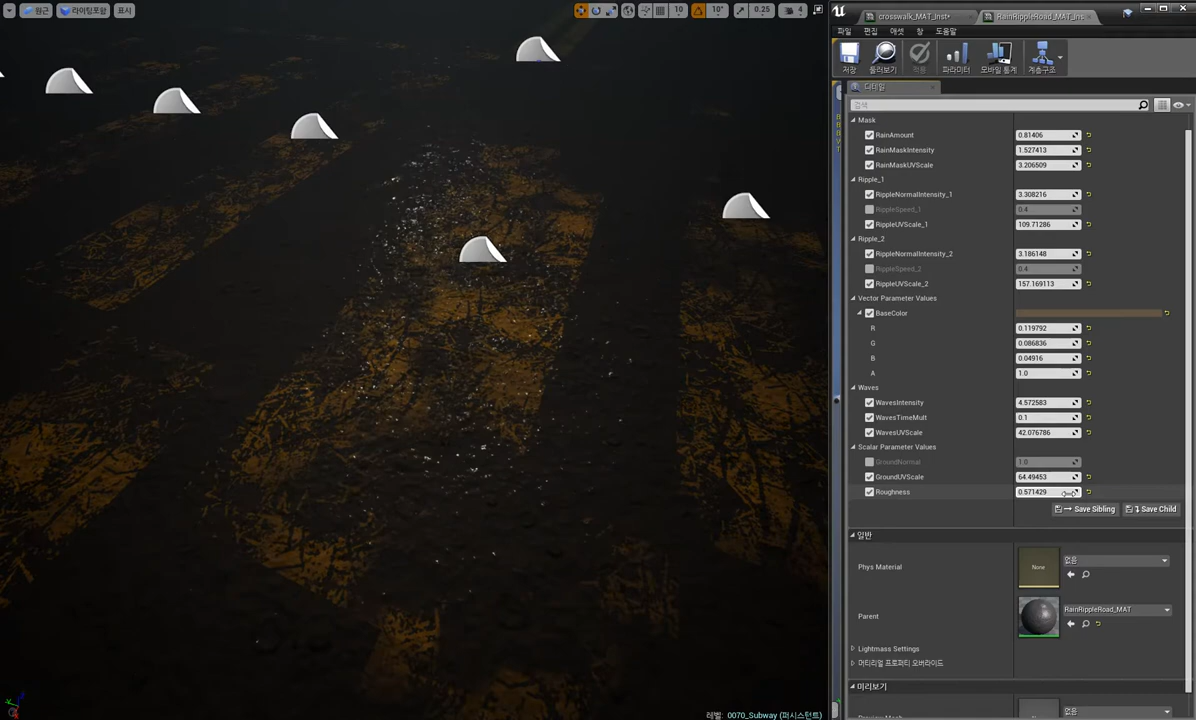 원근
라이팅포함
표시
10
10°
0.25
4
crosswalk_MAT_Inst*
RainRippleRoad_MAT_Ins
파일 편집 애셋 창 도움말
저장
둘러보기
적용
파라미터
모바일 통계
계층구조
디테일
검색
Mask
RainAmount 0.81406
RainMaskIntensity 1.527413
RainMaskUVScale 3.206509
Ripple_1
RippleNormalIntensity_1 3.308216
RippleSpeed_1 0.4
RippleUVScale_1 109.71286
Ripple_2
RippleNormalIntensity_2 3.186148
RippleSpeed_2 0.4
RippleUVScale_2 157.169113
Vector Parameter Values
BaseColor
R 0.119792
G 0.086836
B 0.04916
A 1.0
Waves
WavesIntensity 4.572583
WavesTimeMult 0.1
WavesUVScale 42.076786
Scalar Parameter Values
GroundNormal 1.0
GroundUVScale 64.49453
Roughness 0.571429
Save Sibling
Save Child
일반
Phys Material
None
없음
Parent
RainRippleRoad_MAT
Lightmass Settings
머티리얼 프로퍼티 오버라이드
미리보기
없음
레벨: 0070_Subway (퍼시스턴트)